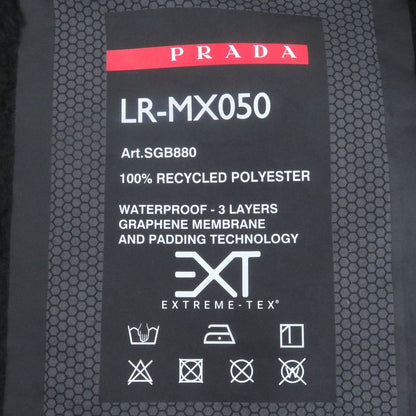 PRADA
LR-MX050
Art.SGB880
100% RECYCLED POLYESTER
WATERPROOF - 3 LAYERS
GRAPHENE MEMBRANE
AND PADDING TECHNOLOGY
EXT
EXTREME-TEX®